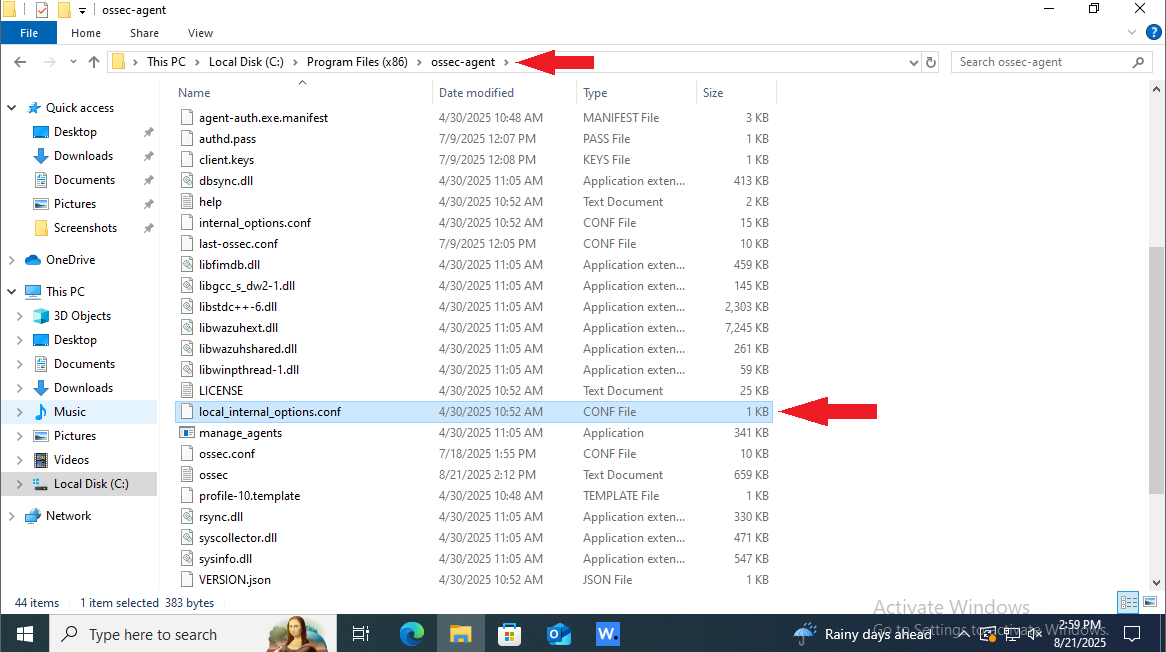 ossec-agent
File Home Share View
This PC Local Disk (C:) Program Files (x86) ossec-agent Search ossec-agent
Name Date modified Type Size
Quick access
Desktop
Downloads
Documents
Pictures
Screenshots
OneDrive
This PC
3D Objects
Desktop
Documents
Downloads
Music
Pictures
Videos
Local Disk (C:)
Network
agent-auth.exe.manifest 4/30/2025 10:48 AM MANIFEST File 3 KB
authd.pass 7/9/2025 12:07 PM PASS File 1 KB
client.keys 7/9/2025 12:08 PM KEYS File 1 KB
dbsync.dll 4/30/2025 11:05 AM Application exten... 413 KB
help 4/30/2025 10:52 AM Text Document 2 KB
internal_options.conf 4/30/2025 10:52 AM CONF File 15 KB
last-ossec.conf 7/9/2025 12:05 PM CONF File 10 KB
libfimdb.dll 4/30/2025 11:05 AM Application exten... 459 KB
libgcc_s_dw2-1.dll 4/30/2025 11:05 AM Application exten... 145 KB
libstdc++-6.dll 4/30/2025 11:05 AM Application exten... 2,303 KB
libwazuhext.dll 4/30/2025 11:05 AM Application exten... 7,245 KB
libwazuhshared.dll 4/30/2025 11:05 AM Application exten... 261 KB
libwinpthread-1.dll 4/30/2025 11:05 AM Application exten... 59 KB
LICENSE 4/30/2025 10:52 AM Text Document 25 KB
local_internal_options.conf 4/30/2025 10:52 AM CONF File 1 KB
manage_agents 4/30/2025 11:05 AM Application 341 KB
ossec.conf 7/18/2025 1:55 PM CONF File 10 KB
ossec 8/21/2025 2:12 PM Text Document 659 KB
profile-10.template 4/30/2025 10:48 AM TEMPLATE File 1 KB
rsync.dll 4/30/2025 11:05 AM Application exten... 330 KB
syscollector.dll 4/30/2025 11:05 AM Application exten... 471 KB
sysinfo.dll 4/30/2025 11:05 AM Application exten... 547 KB
VERSION.json 4/30/2025 10:52 AM JSON File 1 KB
44 items 1 item selected 383 bytes
Activate Windows
Go to Settings to activate Windows.
Type here to search
W.
Rainy days ahead
2:59 PM
8/21/2025